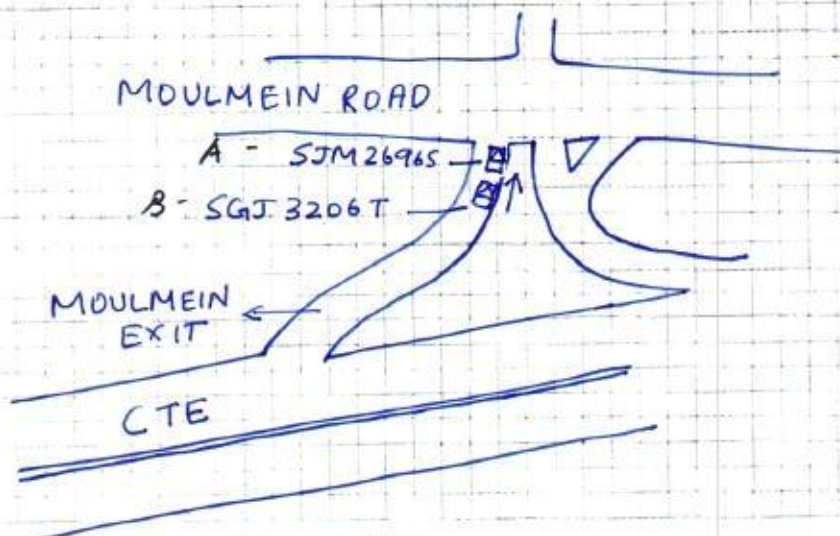 MOULMEIN ROAD
A - SJM2696S
B - SGJ 3206T
MOULMEIN
EXIT
CTE